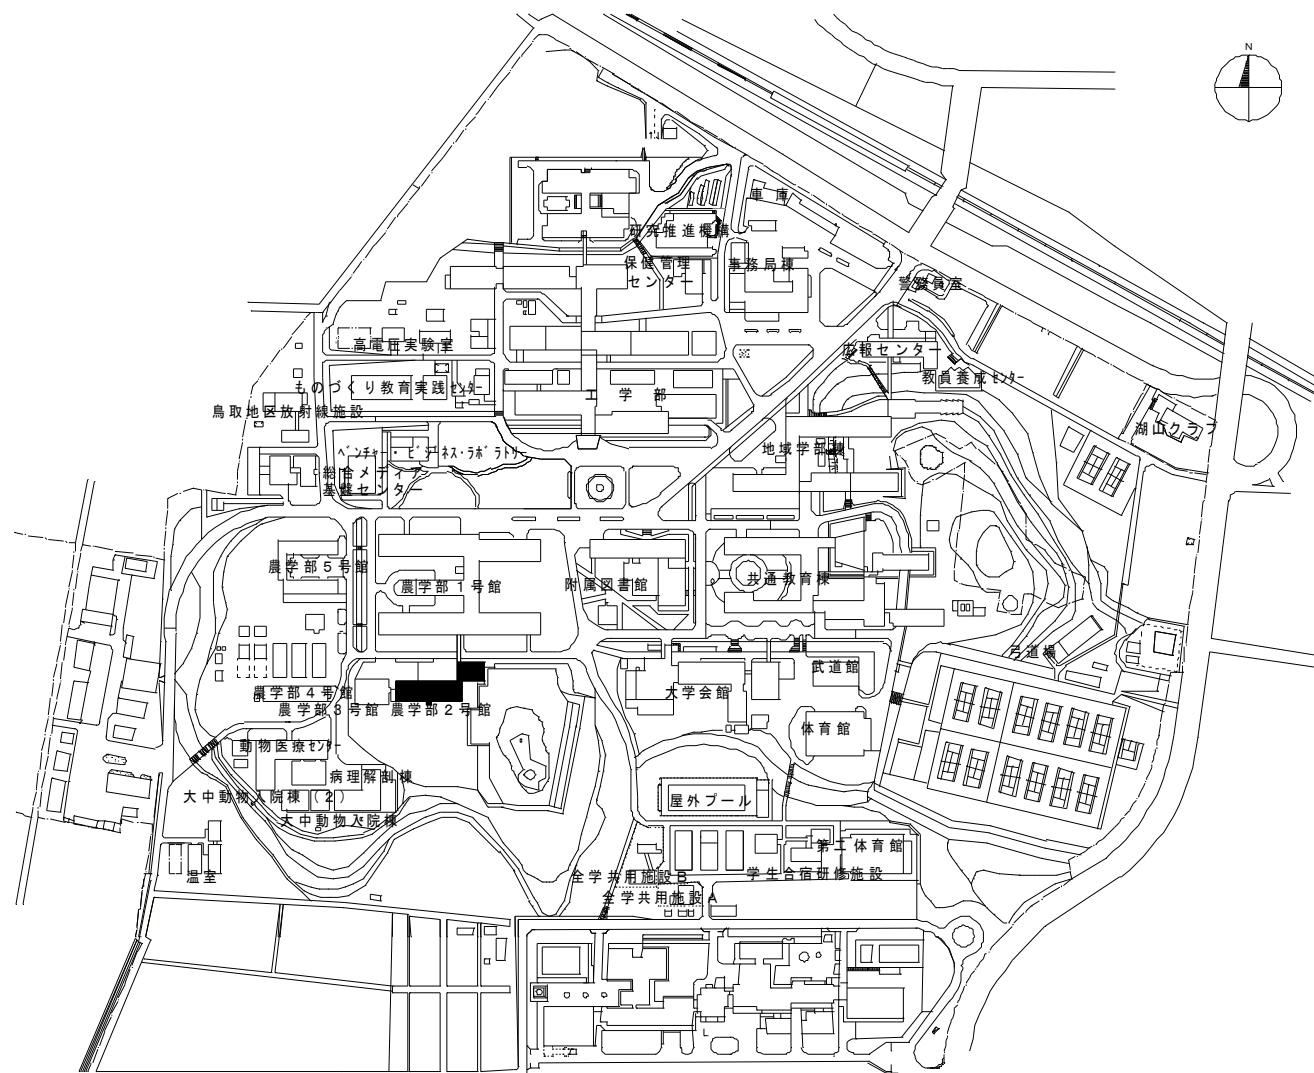 N
車庫
研究推進機構
保健管理
センター
事務局棟
警務員室
高電圧実験室
広報センター
ものづくり教育実践センター
教員養成センター
工学部
鳥取地区放射線施設
湖山クラブ
地域学部棟
ベンチャー・ビジネス・ラボラトリー
総合メディア
基盤センター
農学部5号館
農学部1号館
附属図書館
共通教育棟
弓道場
武道館
農学部4号館
大学会館
農学部3号館
農学部2号館
体育館
動物医療センター
病理解剖棟
大中動物入院棟(2)
屋外プール
大中動物入院棟
第二体育館
温室
全学共用施設B
学生合宿研修施設
全学共用施設A
L